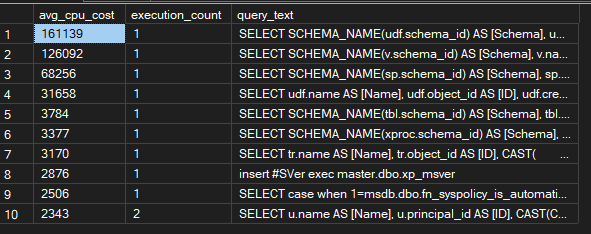 avg_cpu_cost execution_count query_text
1 161139 1 SELECT SCHEMA_NAME(udf.schema_id) AS [Schema], u...
2 126092 1 SELECT SCHEMA_NAME(v.schema_id) AS [Schema], v.na...
3 68256 1 SELECT SCHEMA_NAME(sp.schema_id) AS [Schema], sp....
4 31658 1 SELECT udf.name AS [Name], udf.object_id AS [ID], udf.cre...
5 3784 1 SELECT SCHEMA_NAME(tbl.schema_id) AS [Schema], tbl....
6 3377 1 SELECT SCHEMA_NAME(xproc.schema_id) AS [Schema], ...
7 3170 1 SELECT tr.name AS [Name], tr.object_id AS [ID], CAST( ...
8 2876 1 insert #SVer exec master.dbo.xp_msver
9 2506 1 SELECT case when 1=msdb.dbo.fn_syspolicy_is_automati...
10 2343 2 SELECT u.name AS [Name], u.principal_id AS [ID], CAST(C...